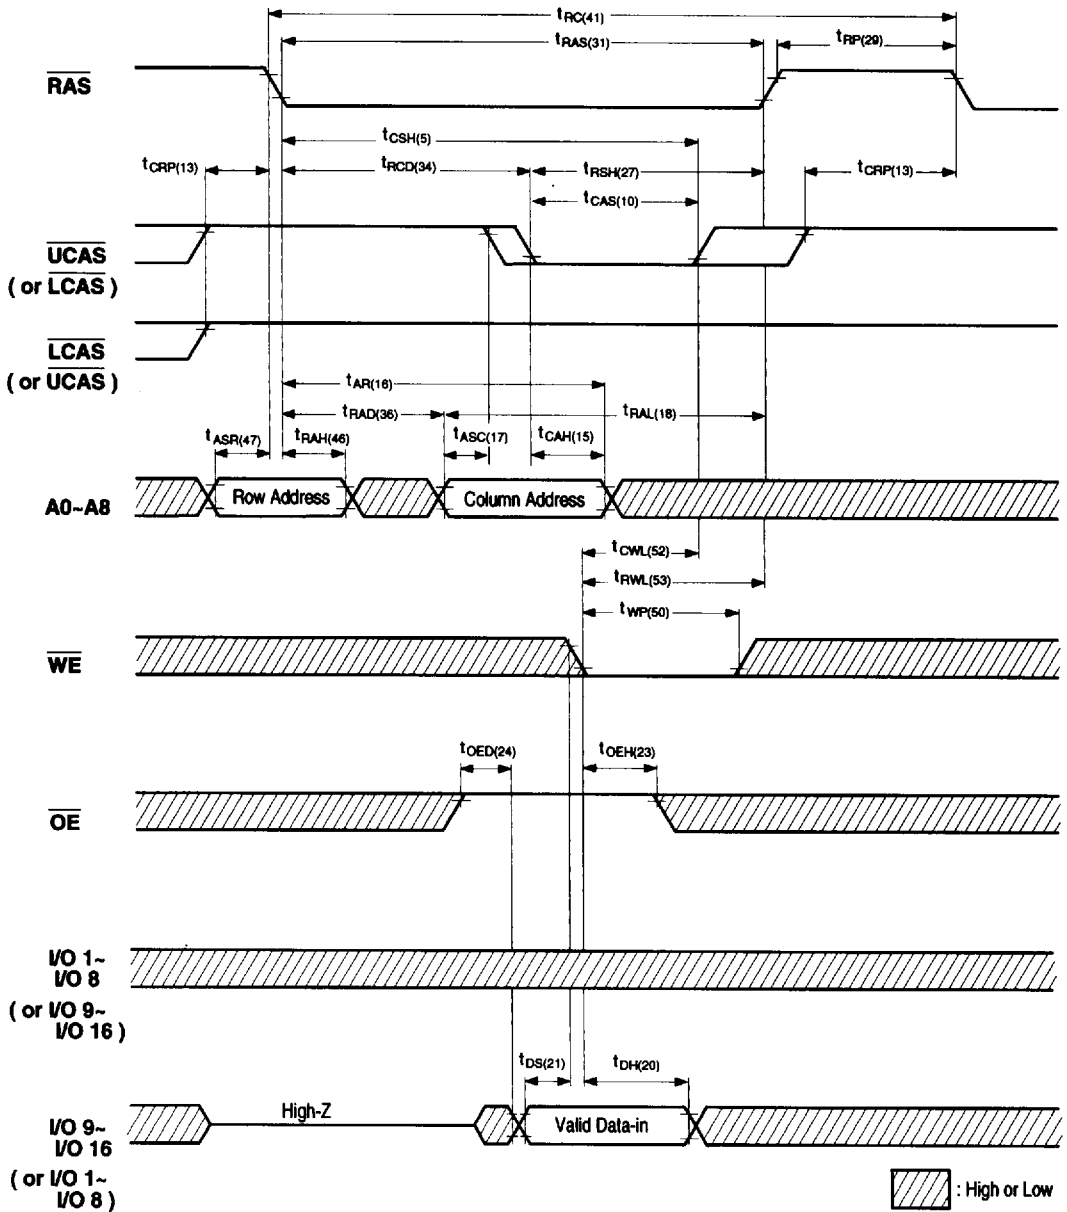 tRC(41)
tRAS(31)
tRP(29)
RAS
tCSH(5)
tCRP(13)
tRCD(34)
tRSH(27)
tCRP(13)
tCAS(10)
UCAS
( or LCAS )
LCAS
( or UCAS )
tAR(16)
tRAD(36)
tRAL(18)
tASR(47)
tRAH(46)
tASC(17)
tCAH(15)
A0~A8
Row Address
Column Address
tCWL(52)
tRWL(53)
tWP(50)
WE
tOED(24)
tOEH(23)
OE
I/O 1~
I/O 8
( or I/O 9~
I/O 16 )
tDS(21)
tDH(20)
I/O 9~
I/O 16
High-Z
Valid Data-in
( or I/O 1~
I/O 8 )
: High or Low